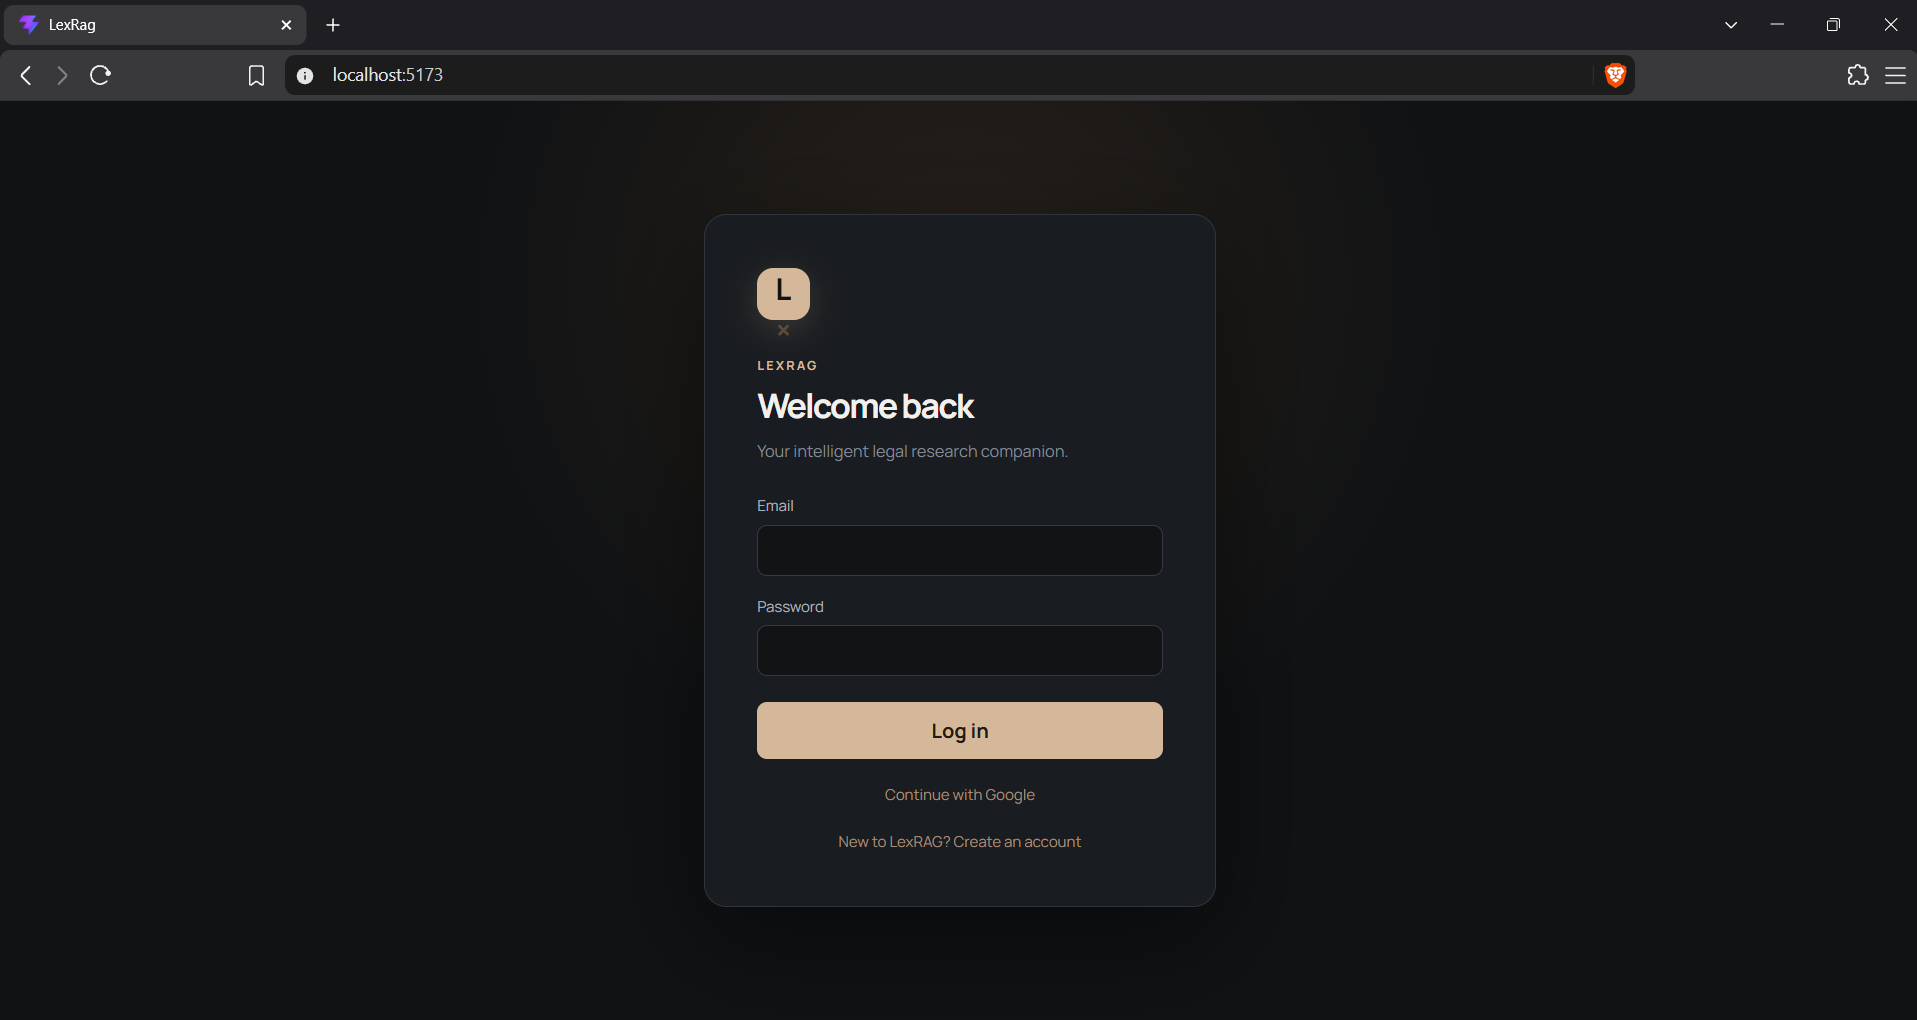 LexRag
localhost:5173
L
×
LEXRAG
Welcome back
Your intelligent legal research companion.
Email
Password
Log in
Continue with Google
New to LexRAG? Create an account